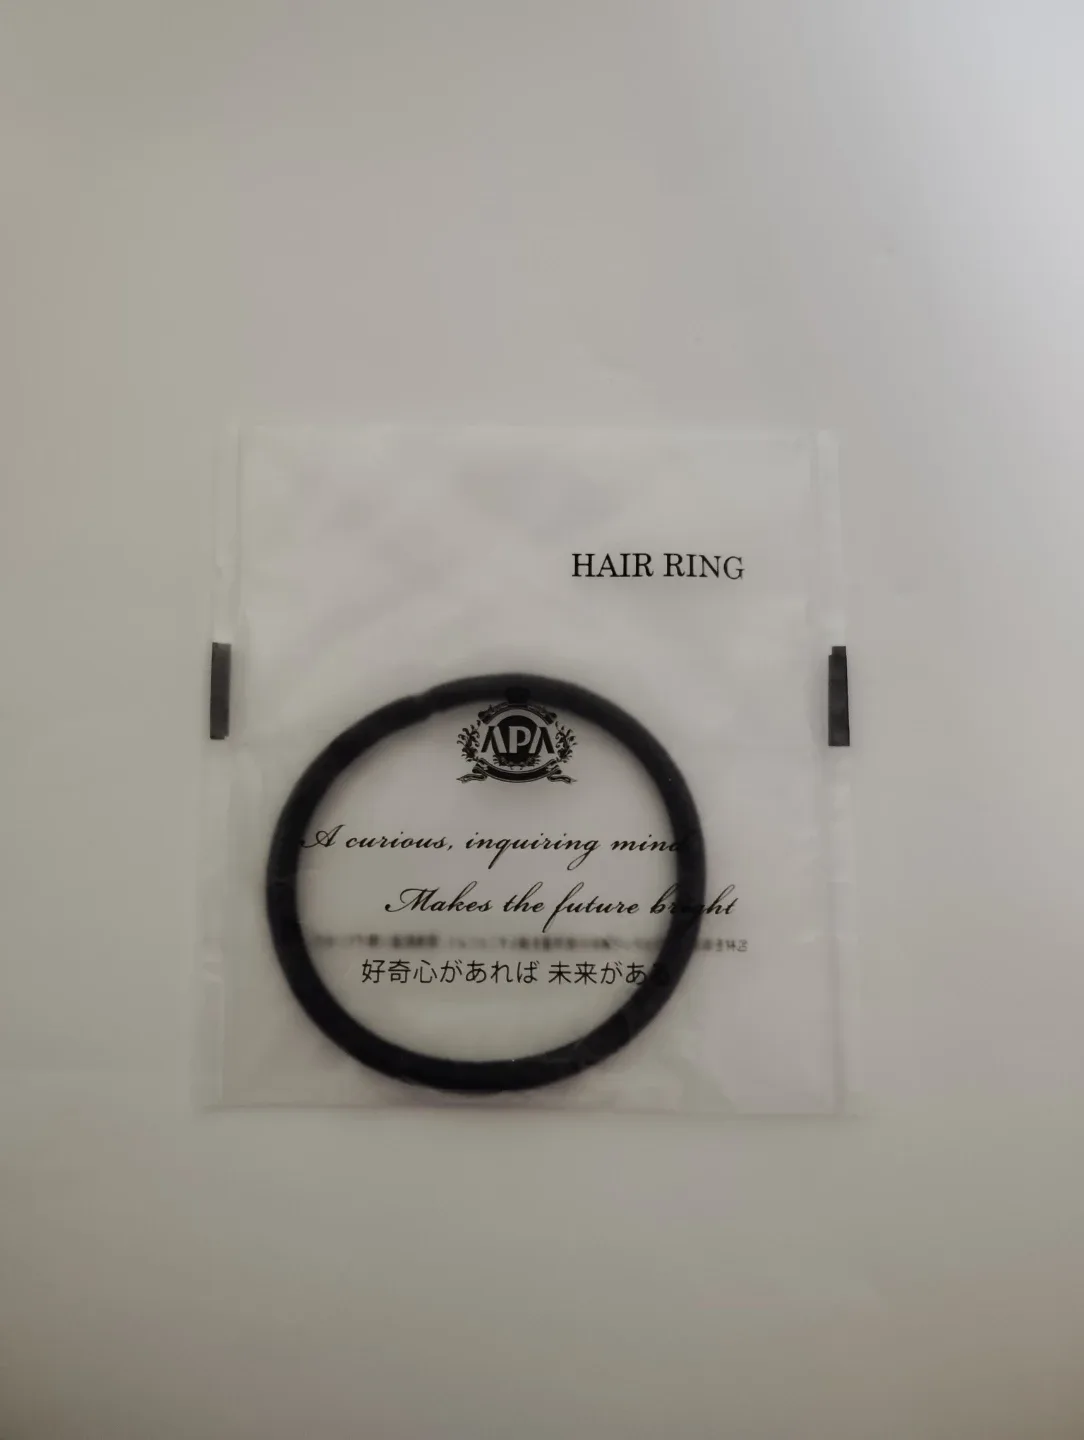 HAIR RING
APA
A curious, inquiring mind
Makes the future bright
好奇心があれば 未来がある